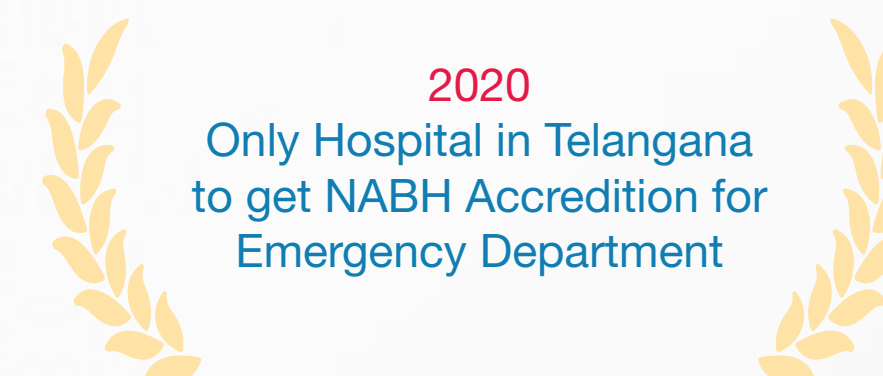 2020
Only Hospital in Telangana
to get NABH Accredition for
Emergency Department